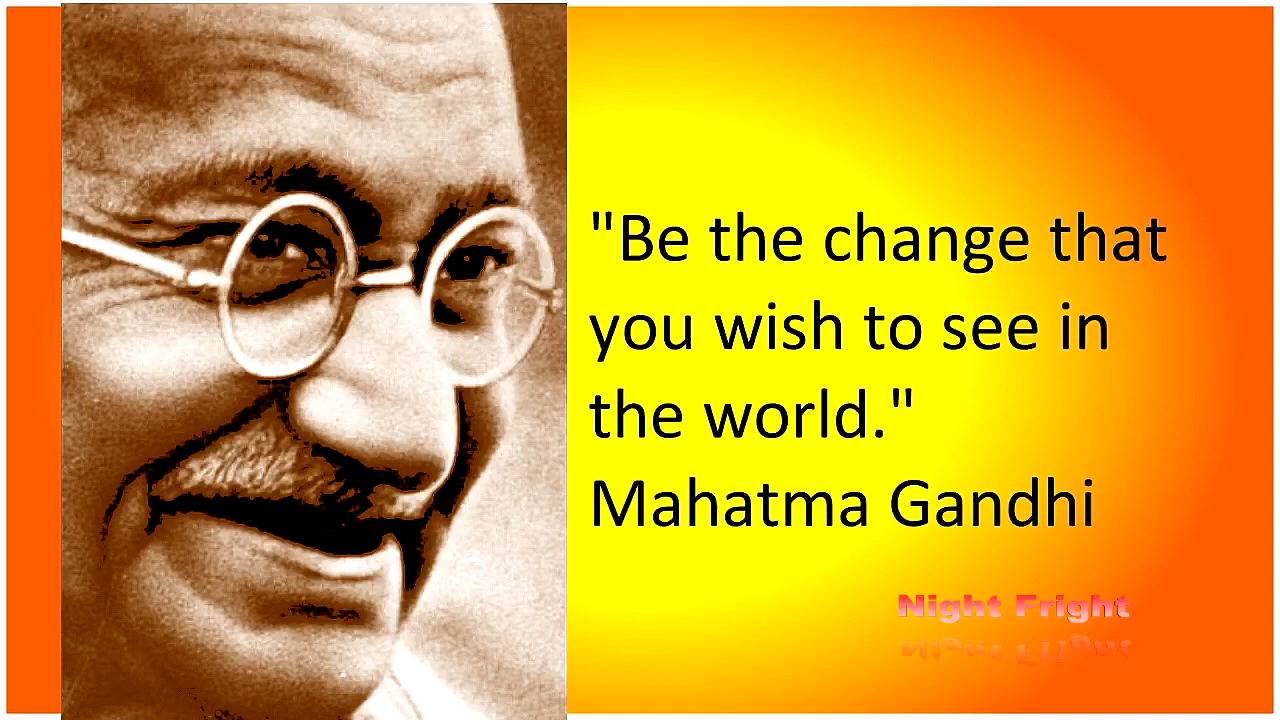 "Be the change that
you wish to see in
the world."
Mahatma Gandhi
Night Fright